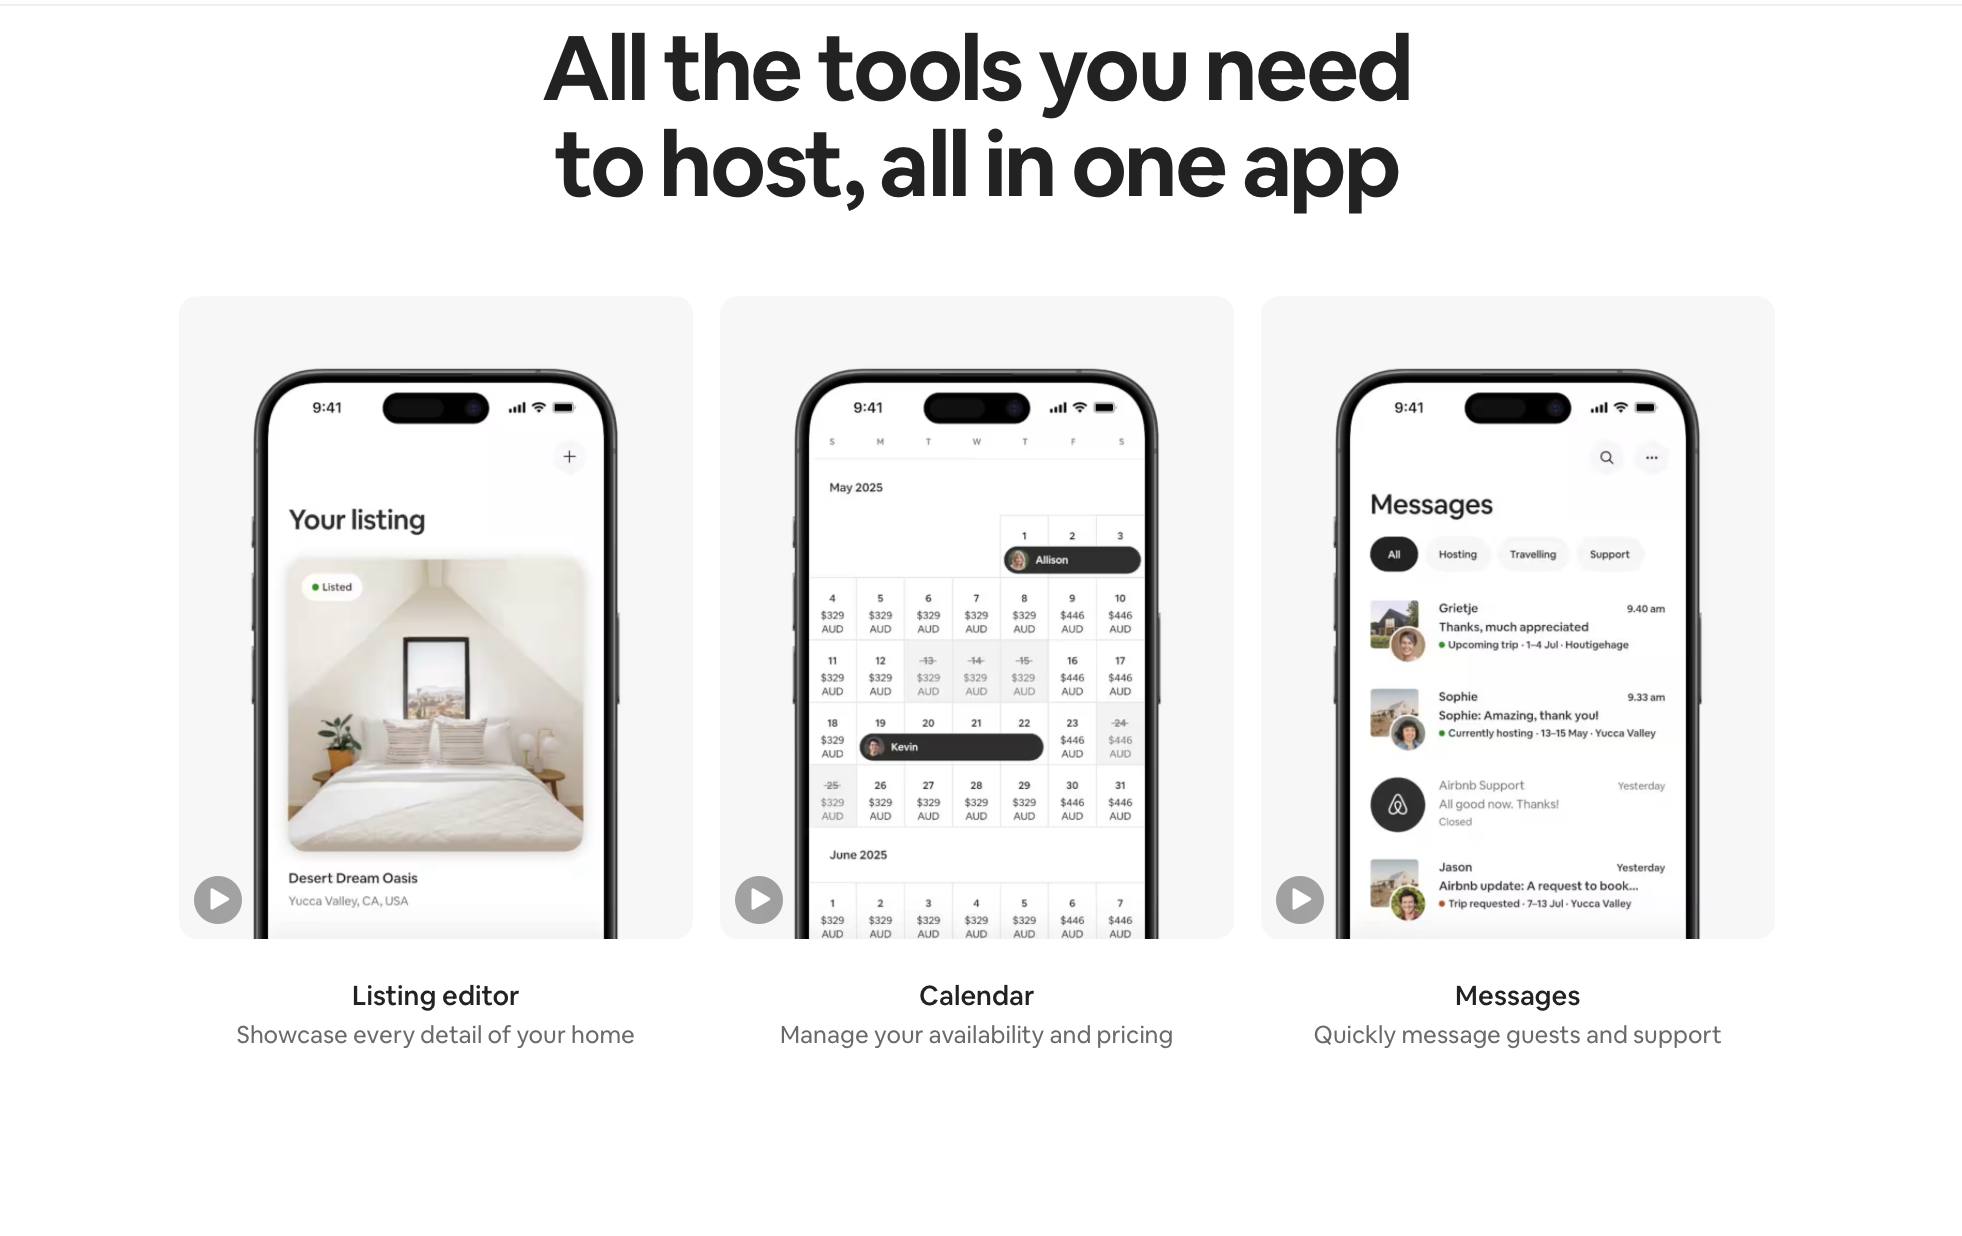 All the tools you need
to host, all in one app
9:41
Your listing
Listed
Desert Dream Oasis
Yucca Valley, CA, USA
Listing editor
Showcase every detail of your home
9:41
S M T W T F S
May 2025
1 2 3
Allison
4 5 6 7 8 9 10
$329 $329 $329 $329 $329 $446 $446
AUD AUD AUD AUD AUD AUD AUD
11 12 13 14 15 16 17
$329 $329 $329 $329 $329 $446 $446
AUD AUD AUD AUD AUD AUD AUD
18 19 20 21 22 23 24
$329 Kevin $446 $446
AUD AUD AUD
25 26 27 28 29 30 31
$329 $329 $329 $329 $329 $446 $446
AUD AUD AUD AUD AUD AUD AUD
June 2025
1 2 3 4 5 6 7
$329 $329 $329 $329 $329 $446 $446
AUD AUD AUD AUD AUD AUD AUD
Calendar
Manage your availability and pricing
9:41
Messages
All Hosting Travelling Support
Grietje 9.40 am
Thanks, much appreciated
Upcoming trip · 1–4 Jul · Houtigehage
Sophie 9.33 am
Sophie: Amazing, thank you!
Currently hosting · 13–15 May · Yucca Valley
Airbnb Support Yesterday
All good now. Thanks!
Closed
Jason Yesterday
Airbnb update: A request to book...
Trip requested · 7–13 Jul · Yucca Valley
Messages
Quickly message guests and support